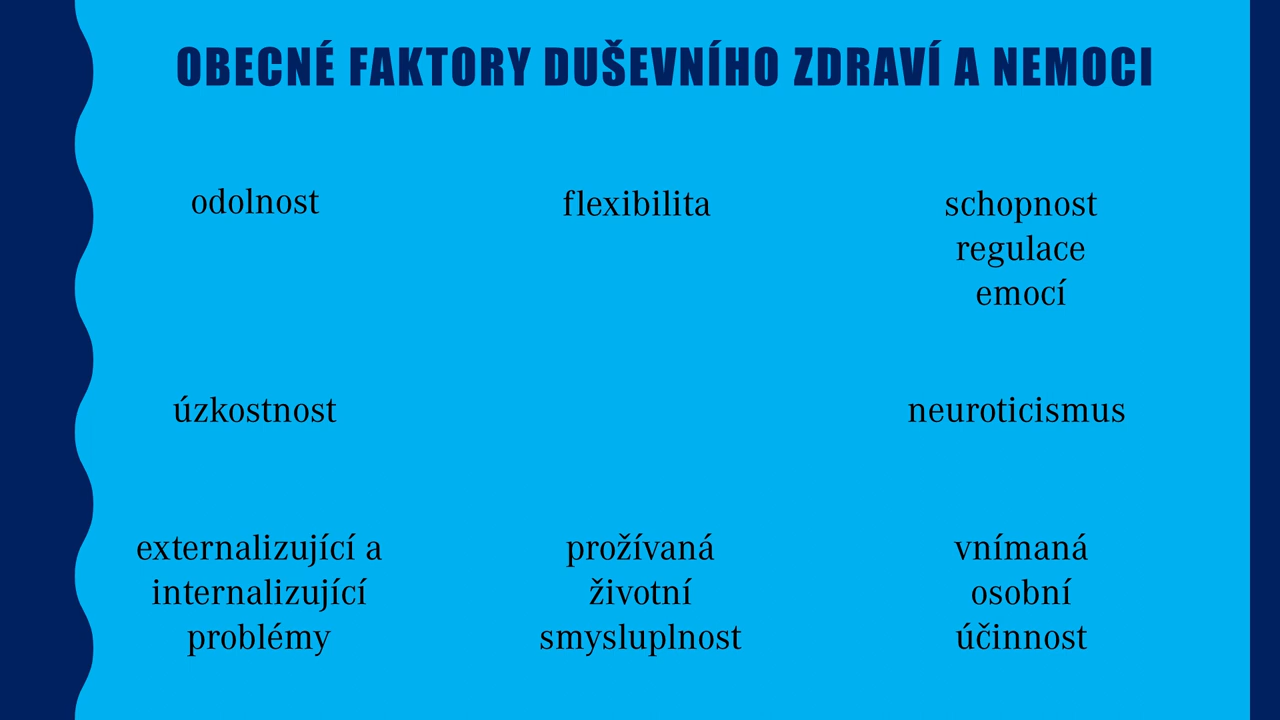 OBECNÉ FAKTORY DUŠEVNÍHO ZDRAVÍ A NEMOCI
odolnost
flexibilita
schopnost
regulace
emocí
úzkostnost
neuroticismus
externalizující a
internalizující
problémy
prožívaná
životní
smysluplnost
vnímaná
osobní
účinnost